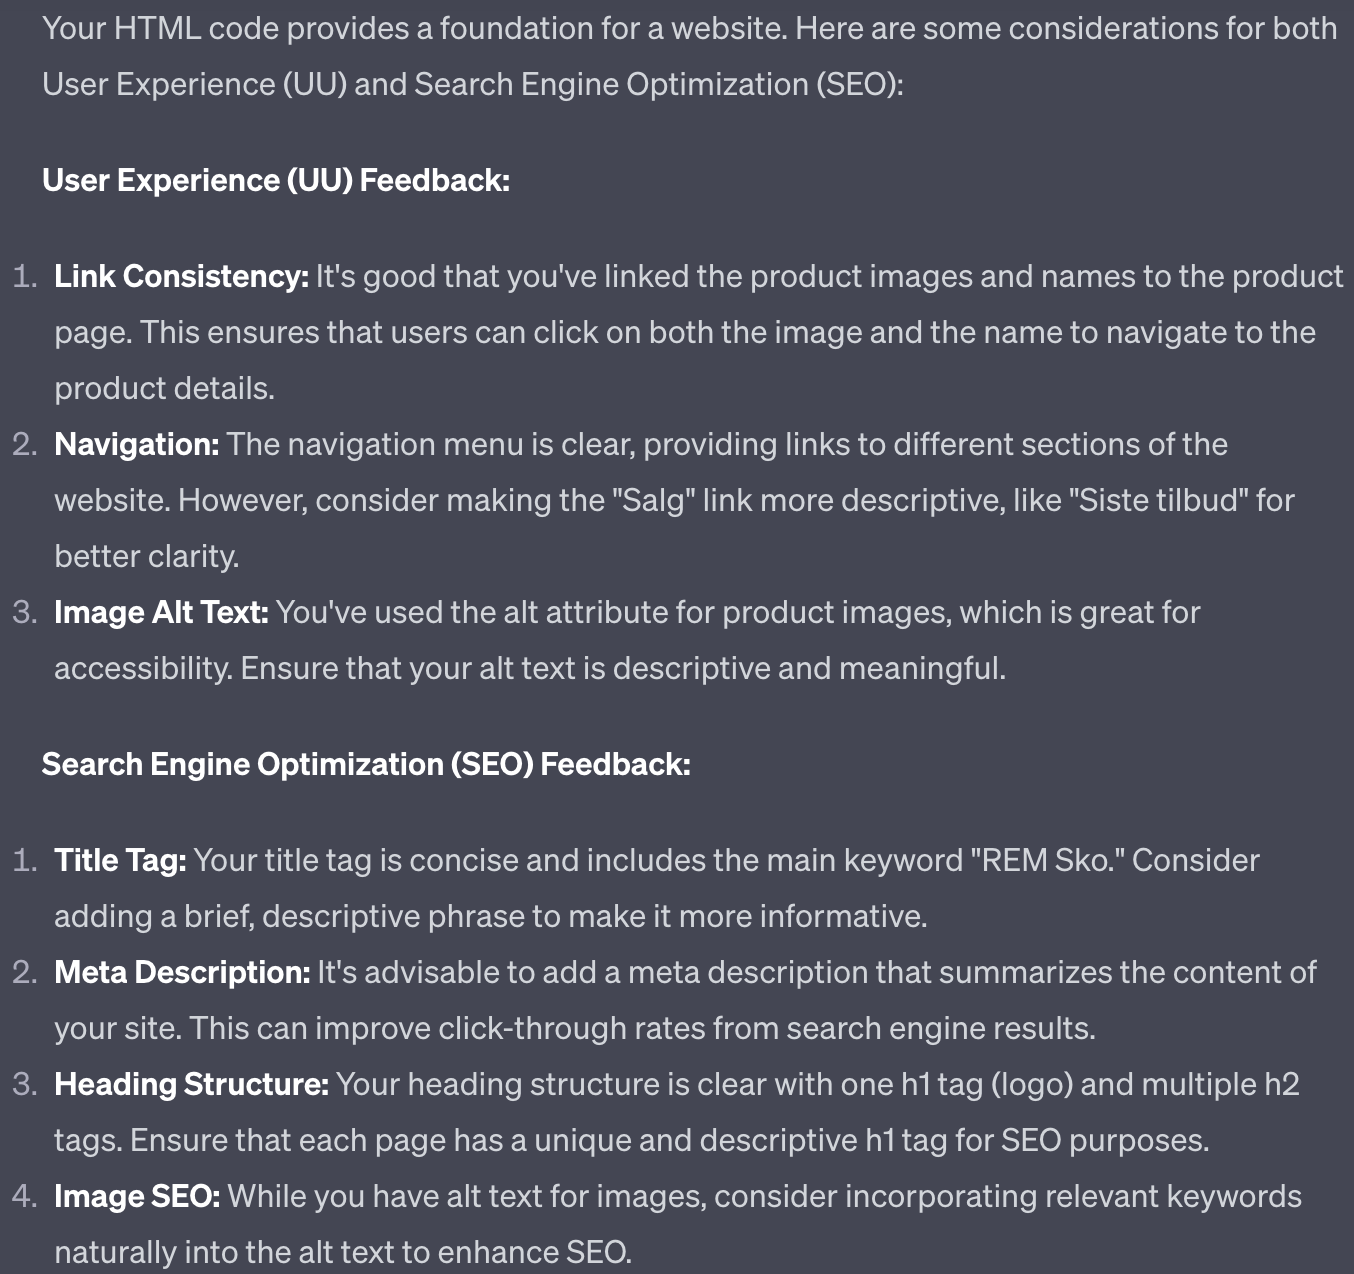 Your HTML code provides a foundation for a website. Here are some considerations for both
User Experience (UU) and Search Engine Optimization (SEO):
User Experience (UU) Feedback:
1. Link Consistency: It's good that you've linked the product images and names to the product
page. This ensures that users can click on both the image and the name to navigate to the
product details.
2. Navigation: The navigation menu is clear, providing links to different sections of the
website. However, consider making the "Salg" link more descriptive, like "Siste tilbud" for
better clarity.
3. Image Alt Text: You've used the alt attribute for product images, which is great for
accessibility. Ensure that your alt text is descriptive and meaningful.
Search Engine Optimization (SEO) Feedback:
1. Title Tag: Your title tag is concise and includes the main keyword "REM Sko." Consider
adding a brief, descriptive phrase to make it more informative.
2. Meta Description: It's advisable to add a meta description that summarizes the content of
your site. This can improve click-through rates from search engine results.
3. Heading Structure: Your heading structure is clear with one h1 tag (logo) and multiple h2
tags. Ensure that each page has a unique and descriptive h1 tag for SEO purposes.
4. Image SEO: While you have alt text for images, consider incorporating relevant keywords
naturally into the alt text to enhance SEO.